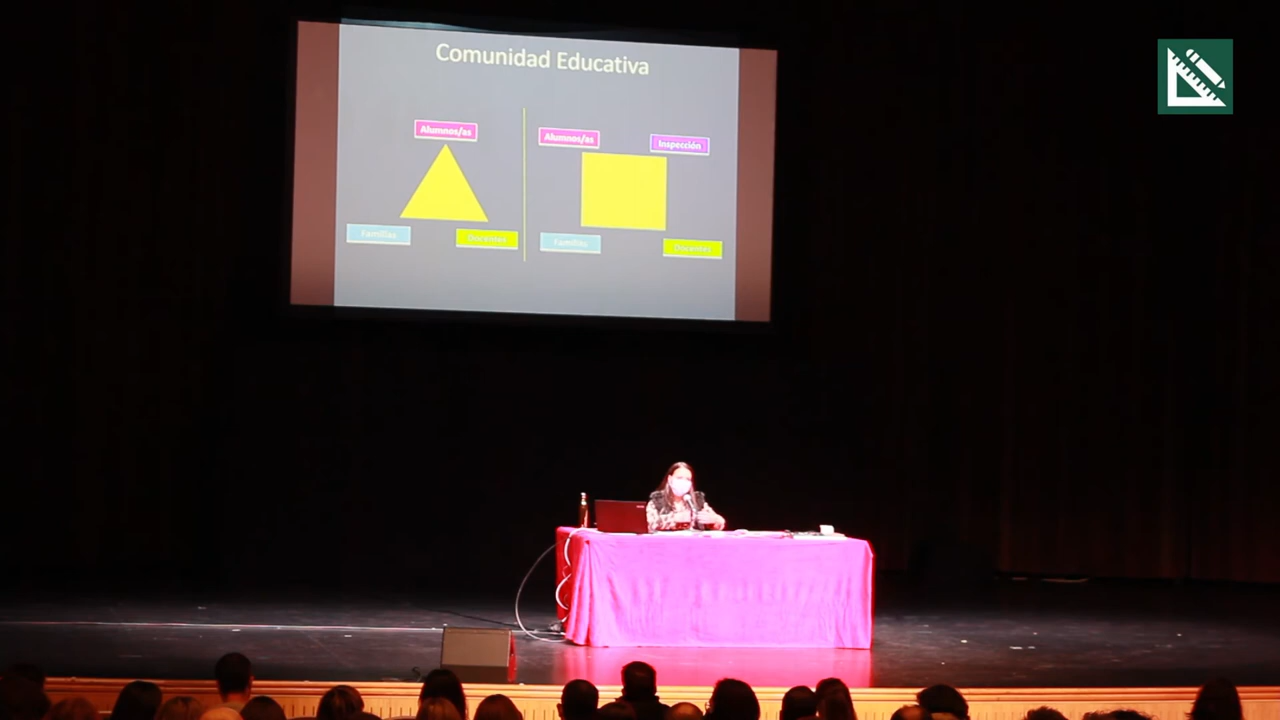 Comunidad Educativa
Alumnos/as
Familias
Docentes
Alumnos/as
Inspección
Familias
Docentes